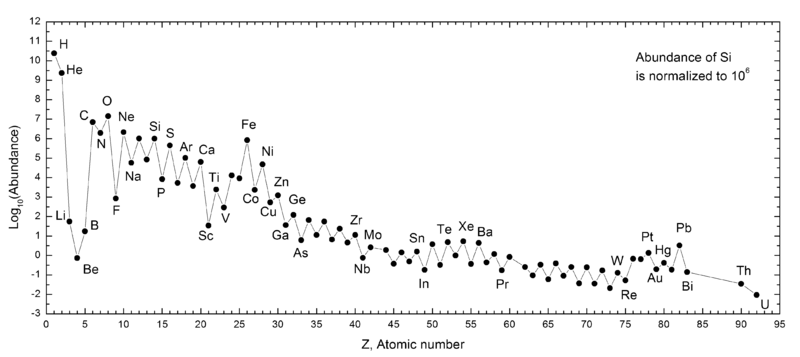 12
11
10
9
8
7
6
5
4
3
2
1
0
-1
-2
-3
Log10(Abundance)
H
He
Li
Be
B
C
N
O
F
Ne
Na
Si
P
S
Ar
Ca
Sc
Ti
V
Fe
Co
Ni
Cu
Zn
Ga
Ge
As
Zr
Nb
Mo
Sn
In
Te
Xe
Ba
Pr
W
Re
Pt
Au
Hg
Pb
Bi
Th
U
Abundance of Si
is normalized to 10⁶
0 5 10 15 20 25 30 35 40 45 50 55 60 65 70 75 80 85 90 95
Z, Atomic number